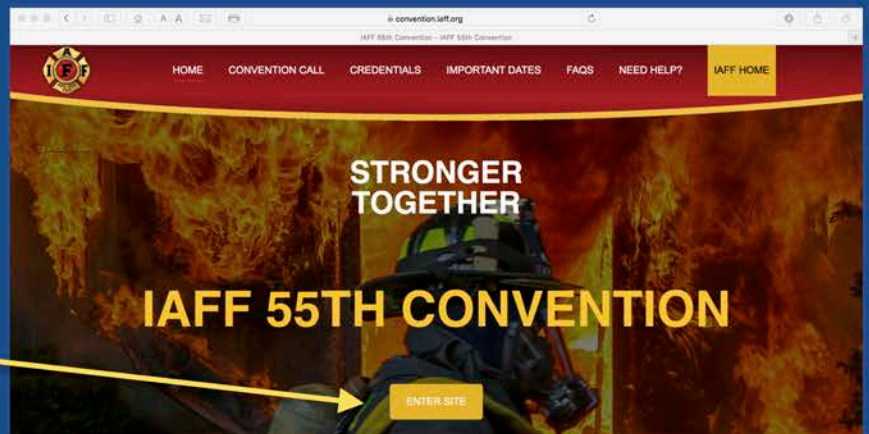 convention.iaff.org
IAFF 55th Convention – IAFF 55th Convention
I A F F
HOME CONVENTION CALL CREDENTIALS IMPORTANT DATES FAQS NEED HELP? IAFF HOME
STRONGER
TOGETHER
IAFF 55TH CONVENTION
ENTER SITE